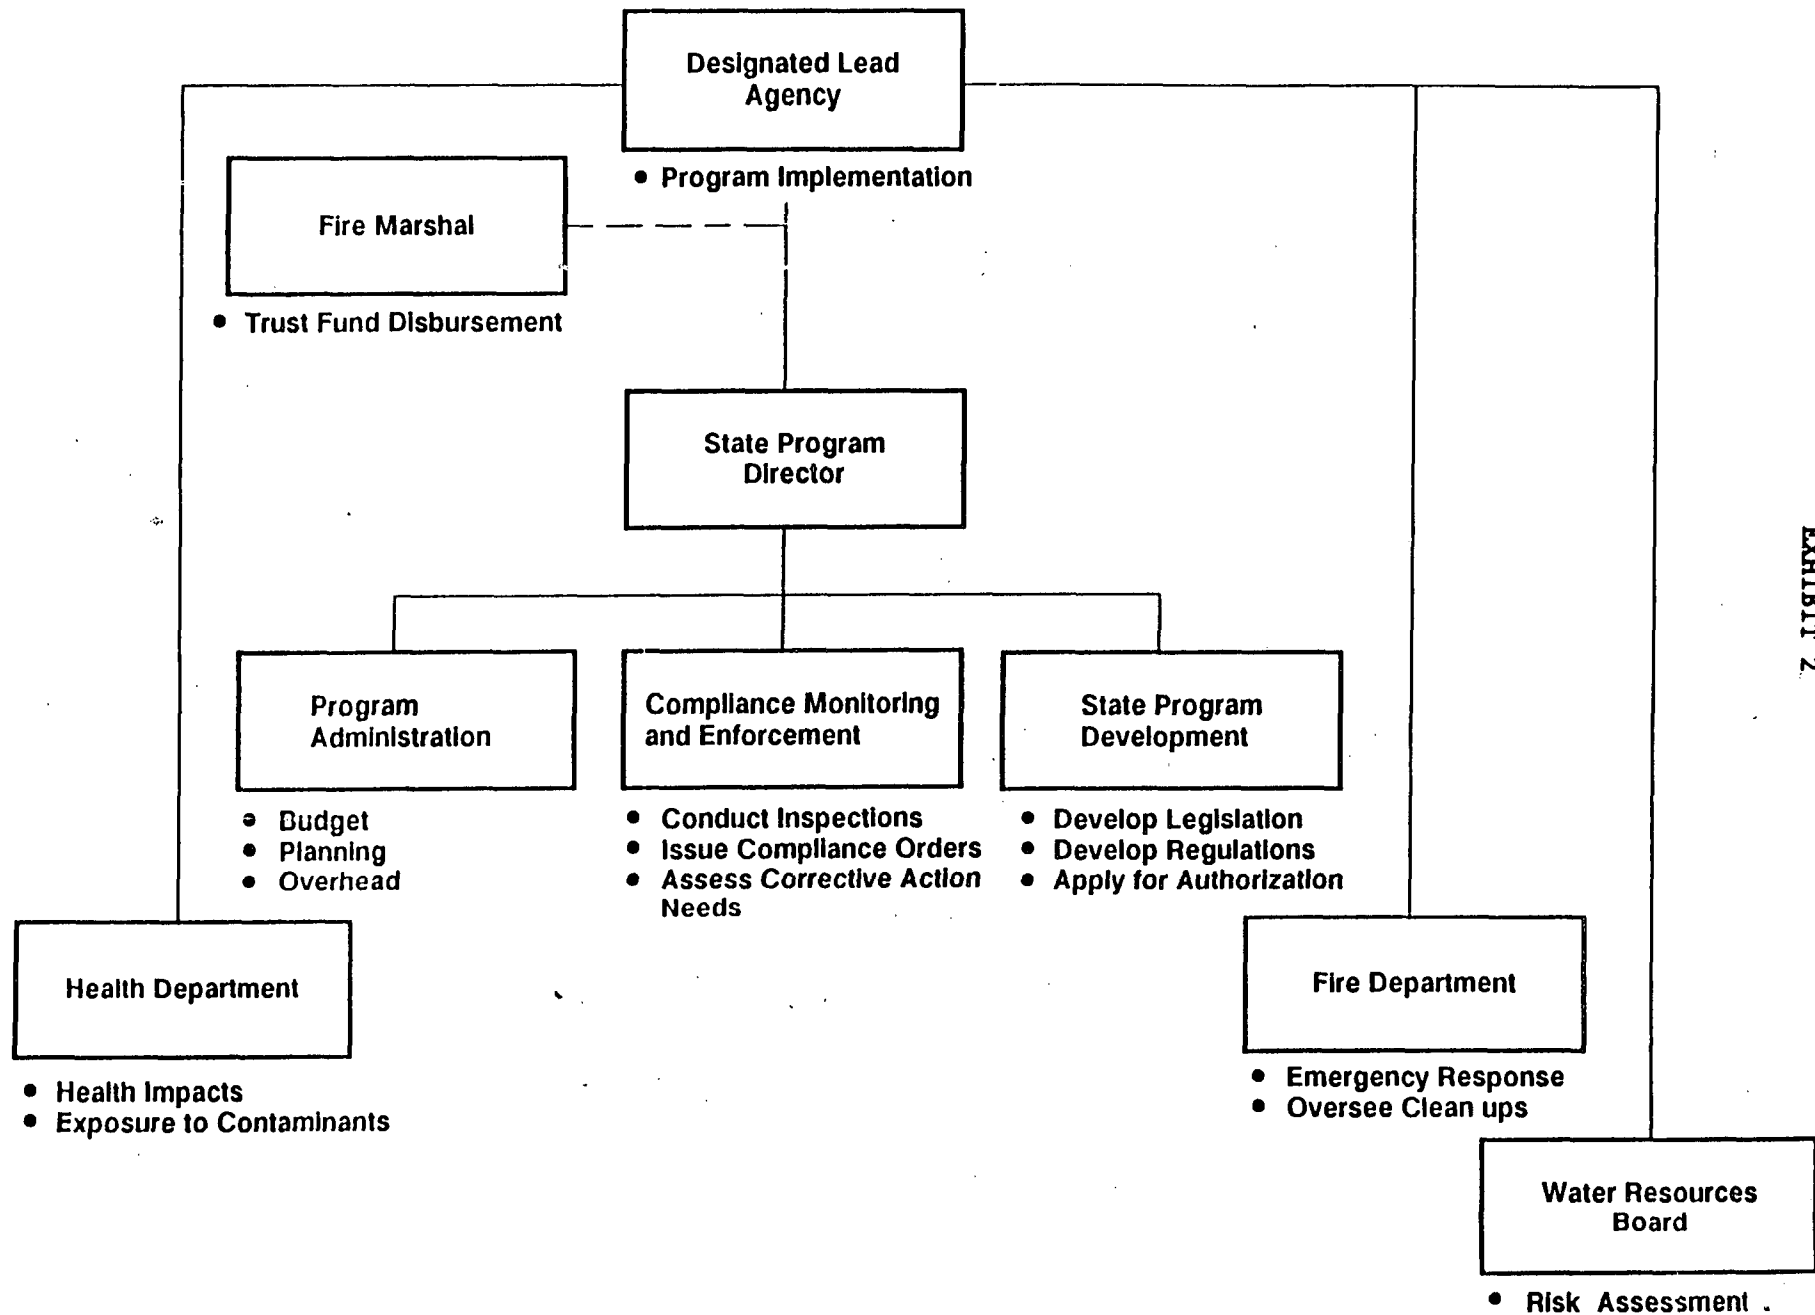 Designated Lead
Agency
• Program Implementation
Fire Marshal
• Trust Fund Disbursement
State Program
Director
EXHIBIT 2
Program
Administration
• Budget
• Planning
• Overhead
Compliance Monitoring
and Enforcement
• Conduct Inspections
• Issue Compliance Orders
• Assess Corrective Action
Needs
State Program
Development
• Develop Legislation
• Develop Regulations
• Apply for Authorization
Health Department
• Health Impacts
• Exposure to Contaminants
Fire Department
• Emergency Response
• Oversee Clean ups
Water Resources
Board
• Risk Assessment